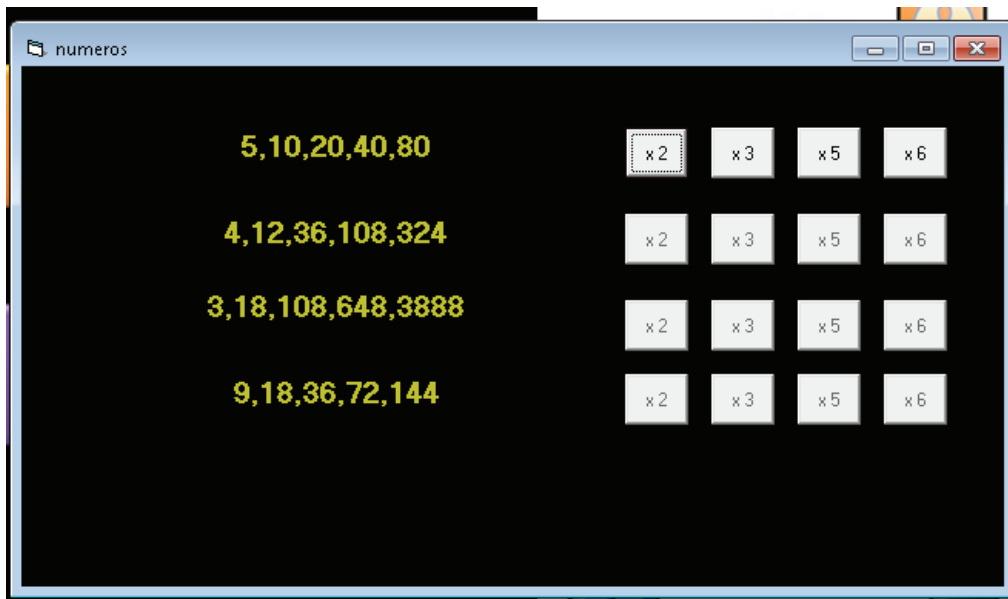 numeros
5,10,20,40,80 x2 x3 x5 x6
4,12,36,108,324 x2 x3 x5 x6
3,18,108,648,3888 x2 x3 x5 x6
9,18,36,72,144 x2 x3 x5 x6